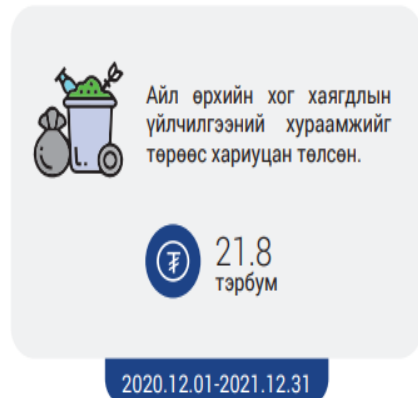 Айл өрхийн хог хаягдлын
үйлчилгээний хураамжийг
төрөөс хариуцан төлсөн.
₮
21.8
тэрбум
2020.12.01-2021.12.31